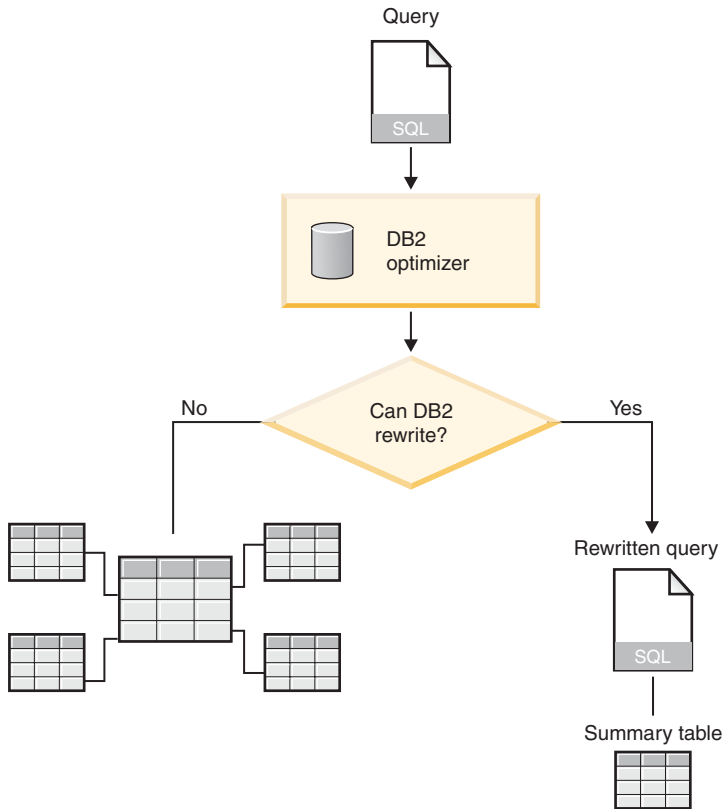 Query
SQL
DB2
optimizer
Can DB2
rewrite?
No
Yes
Rewritten query
SQL
Summary table